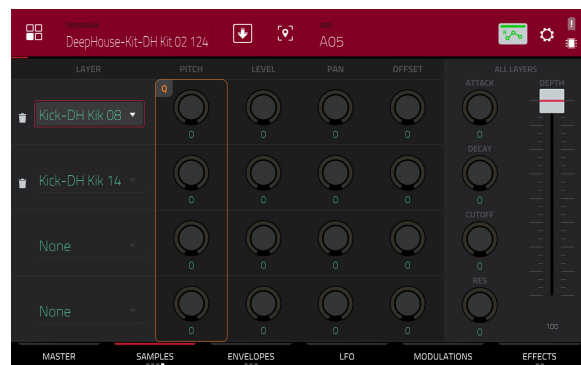 DeepHouse-Kit-DH Kit 02 124
A05
LAYER PITCH LEVEL PAN OFFSET ALL LAYERS
ATTACK DEPTH
Q
Kick-DH Kik 08
0 0 0 0 0
DECAY
Kick-DH Kik 14
0 0 0 0 0
CUTOFF
None
0 0 0 0 0
RES
None
0 0 0 0 0
100
MASTER SAMPLES ENVELOPES LFO MODULATIONS EFFECTS